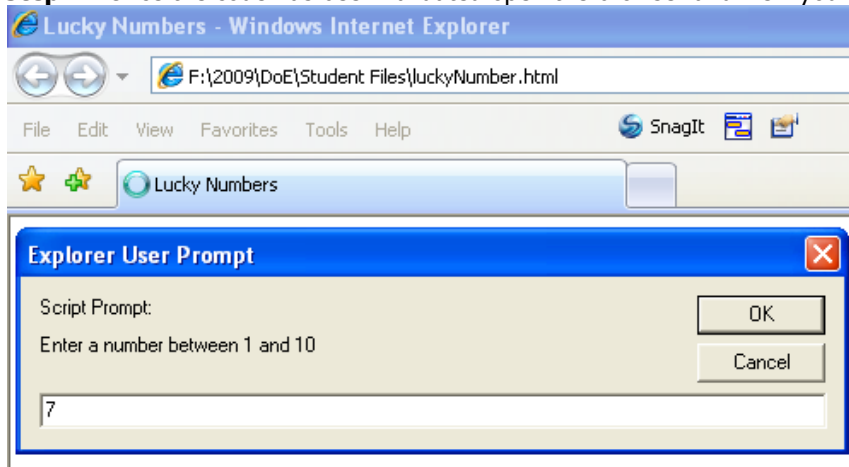 Lucky Numbers - Windows Internet Explorer
F:\2009\DoE\Student Files\luckyNumber.html
File Edit View Favorites Tools Help SnagIt
Lucky Numbers
Explorer User Prompt
Script Prompt:
OK
Enter a number between 1 and 10
Cancel
7